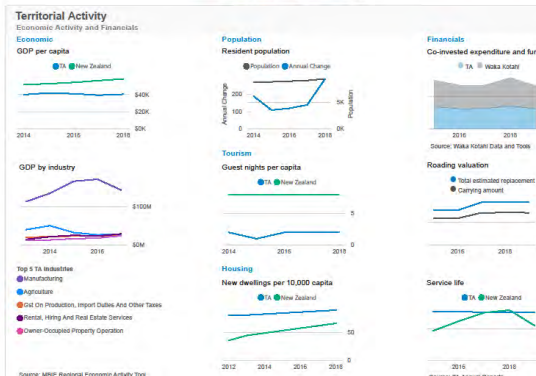 Territorial Activity
Economic Activity and Financials
Economic
GDP per capita
TA New Zealand
$40K
$20K
$0K
2014 2016 2018
GDP by industry
$100M
$0M
2014 2016
Top 5 TA Industries
Manufacturing
Agriculture
Gst On Production, Import Duties And Other Taxes
Rental, Hiring And Real Estate Services
Owner-Occupied Property Operation
Source: MBIE Regional Economic Activity Tool
Population
Resident population
Population Annual Change
Annual Change
200
100
0
5K
0K
Population
2014 2016 2018
Tourism
Guest nights per capita
TA New Zealand
5
0
2014 2016 2018
Housing
New dwellings per 10,000 capita
TA New Zealand
50
0
2012 2014 2016 2018
Financials
Co-invested expenditure and fun
TA Waka Kotahi
2016 2018
Source: Waka Kotahi Data and Tools
Roading valuation
Total estimated replacement
Carrying amount
2016 2018
Service life
TA New Zealand
2016 2018